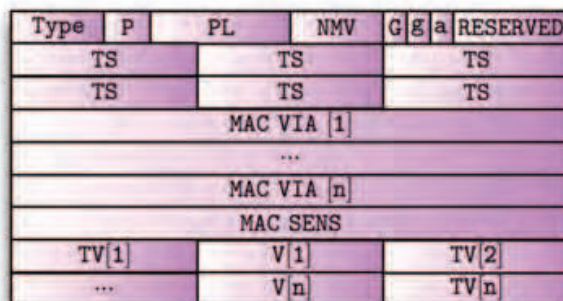 Type P PL NMV G g a RESERVED
TS TS TS
TS TS TS
MAC VIA [1]
...
MAC VIA [n]
MAC SENS
TV[1] V[1] TV[2]
... V[n] TV[n]